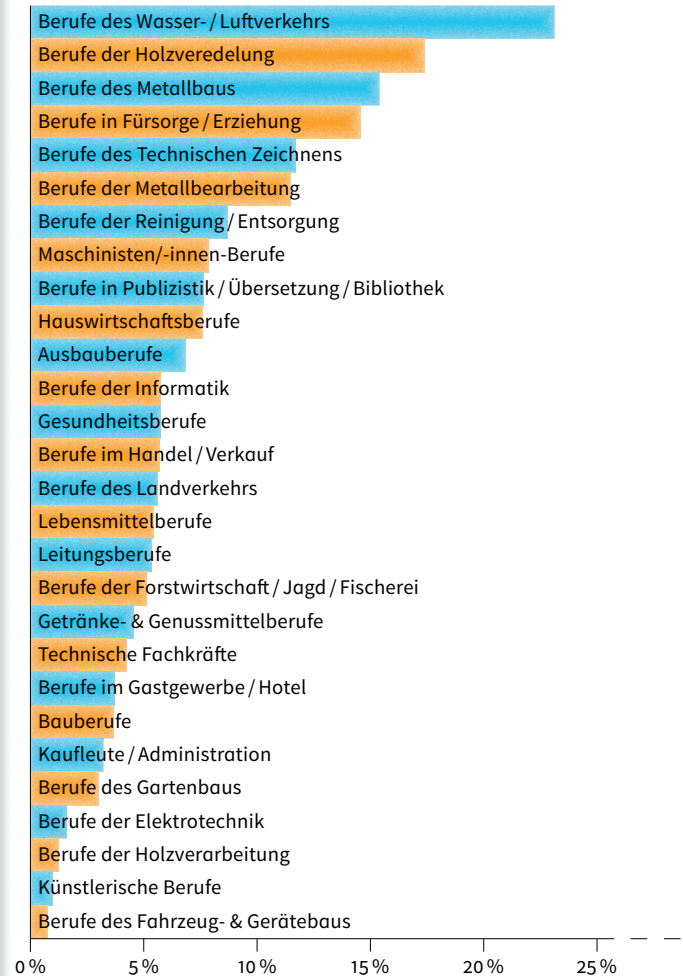 Berufe des Wasser-/Luftverkehrs
Berufe der Holzveredelung
Berufe des Metallbaus
Berufe in Fürsorge/Erziehung
Berufe des Technischen Zeichnens
Berufe der Metallbearbeitung
Berufe der Reinigung/Entsorgung
Maschinisten/-innen-Berufe
Berufe in Publizistik/Übersetzung/Bibliothek
Hauswirtschaftsberufe
Ausbauberufe
Berufe der Informatik
Gesundheitsberufe
Berufe im Handel/Verkauf
Berufe des Landverkehrs
Lebensmittelberufe
Leitungsberufe
Berufe der Forstwirtschaft/Jagd/Fischerei
Getränke- & Genussmittelberufe
Technische Fachkräfte
Berufe im Gastgewerbe/Hotel
Bauberufe
Kaufleute/Administration
Berufe des Gartenbaus
Berufe der Elektrotechnik
Berufe der Holzverarbeitung
Künstlerische Berufe
Berufe des Fahrzeug- & Gerätebaus
0 % 5 % 10 % 15 % 20 % 25 %